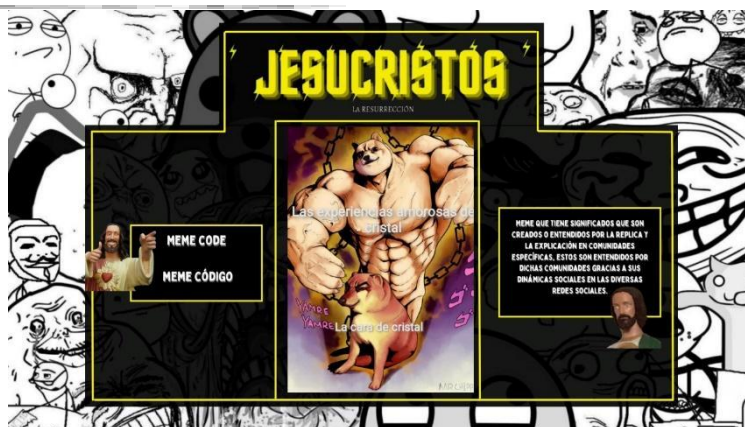 JESUCRISTOS
LA RESURRECCIÓN
MEME CODE
MEME CÓDIGO
Las experiencias amorosas de
cristal
YAMRE
YAMRE
La cara de cristal
MEME QUE TIENE SIGNIFICADOS QUE SON
CREADOS O ENTENDIDOS POR LA REPLICA Y
LA EXPLICACIÓN EN COMUNIDADES
ESPECÍFICAS, ESTOS SON ENTENDIDOS POR
DICHAS COMUNIDADES GRACIAS A SUS
DINÁMICAS SOCIALES EN LAS DIVERSAS
REDES SOCIALES.